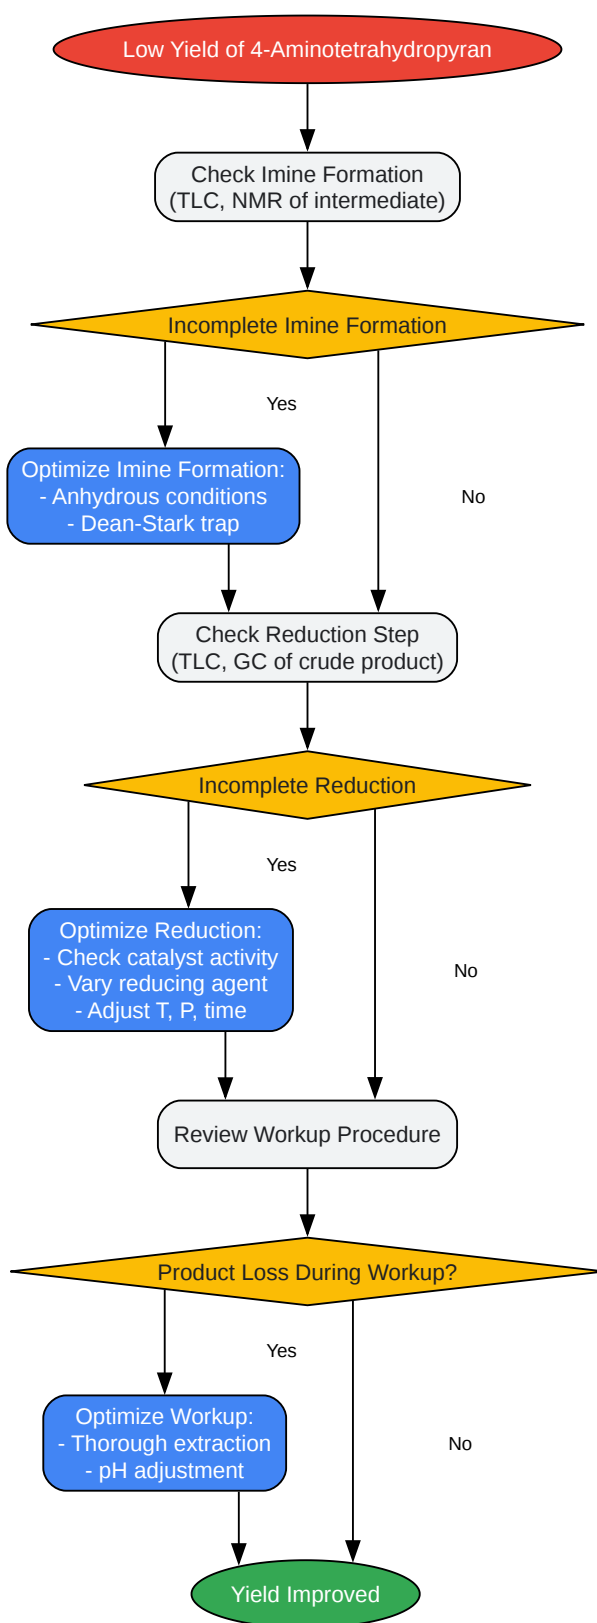 Low Yield of 4-Aminotetrahydropyran
Check Imine Formation
(TLC, NMR of intermediate)
Incomplete Imine Formation
Yes
Optimize Imine Formation:
- Anhydrous conditions
- Dean-Stark trap
No
Check Reduction Step
(TLC, GC of crude product)
Incomplete Reduction
Yes
Optimize Reduction:
- Check catalyst activity
- Vary reducing agent
- Adjust T, P, time
No
Review Workup Procedure
Product Loss During Workup?
Yes
Optimize Workup:
- Thorough extraction
- pH adjustment
No
Yield Improved